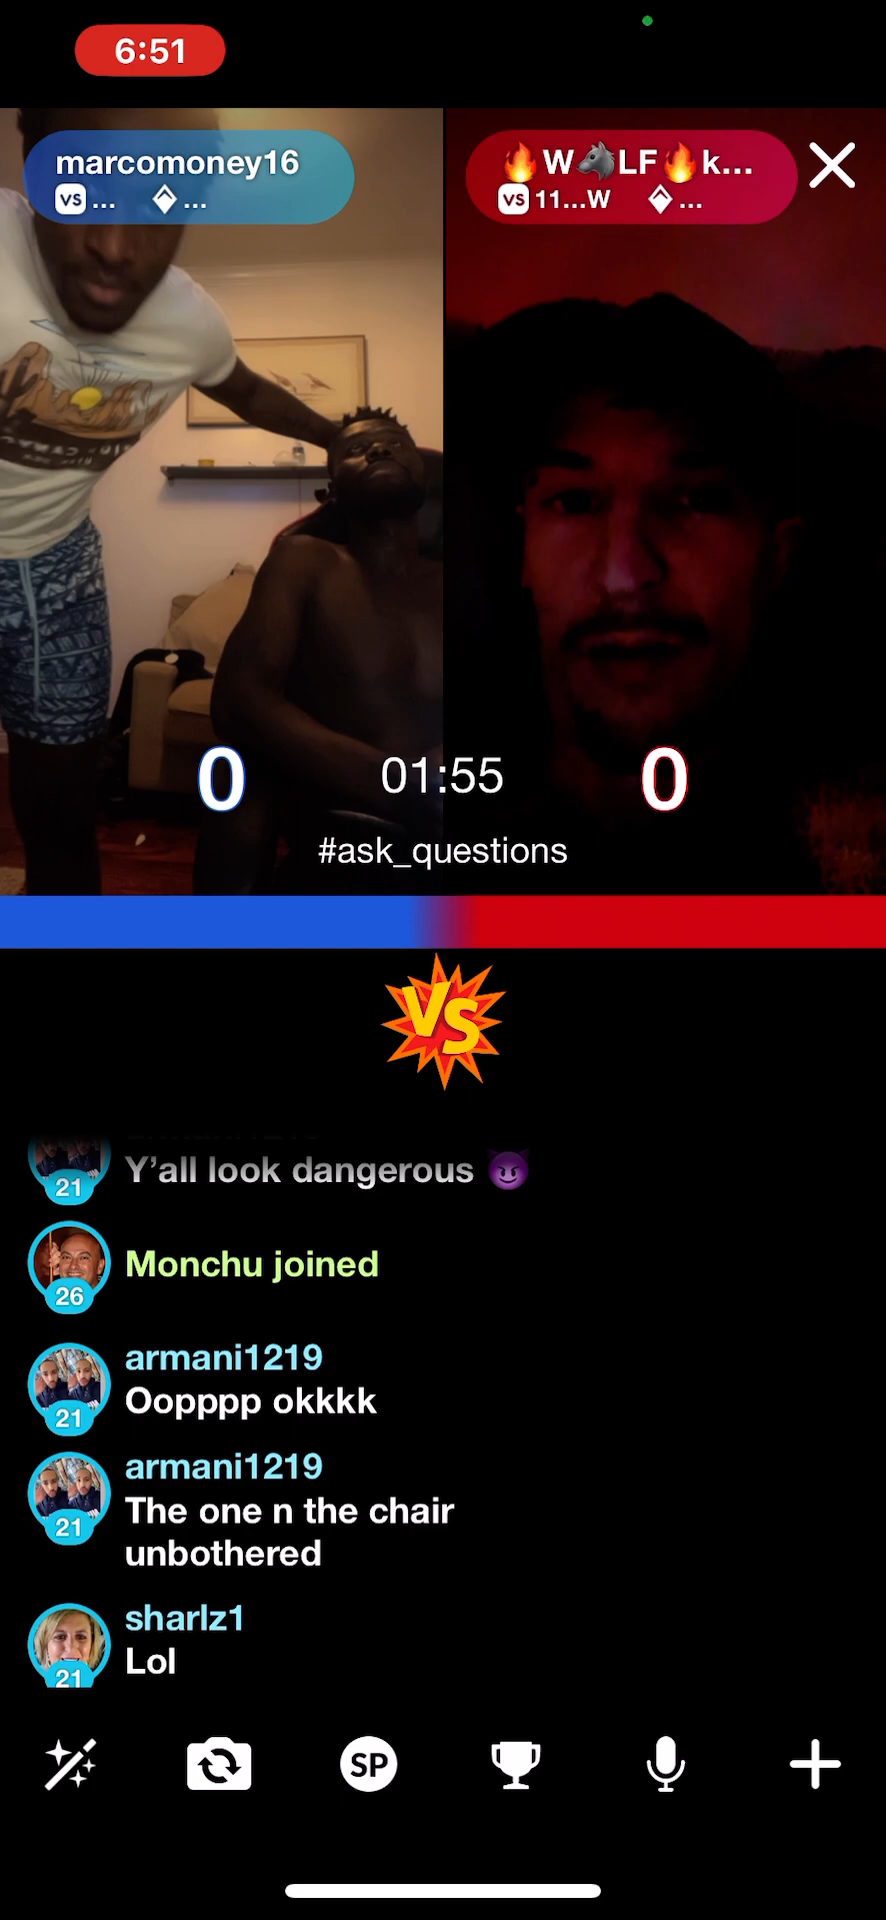 6:51
marcomoney16
VS ... ...
🔥W🐺LF🔥k...
VS 11...W ...
0
01:55
0
#ask_questions
VS
21
Y’all look dangerous 😈
26
Monchu joined
armani1219
21
Oopppp okkkk
armani1219
21
The one n the chair
unbothered
sharlz1
21
Lol
SP